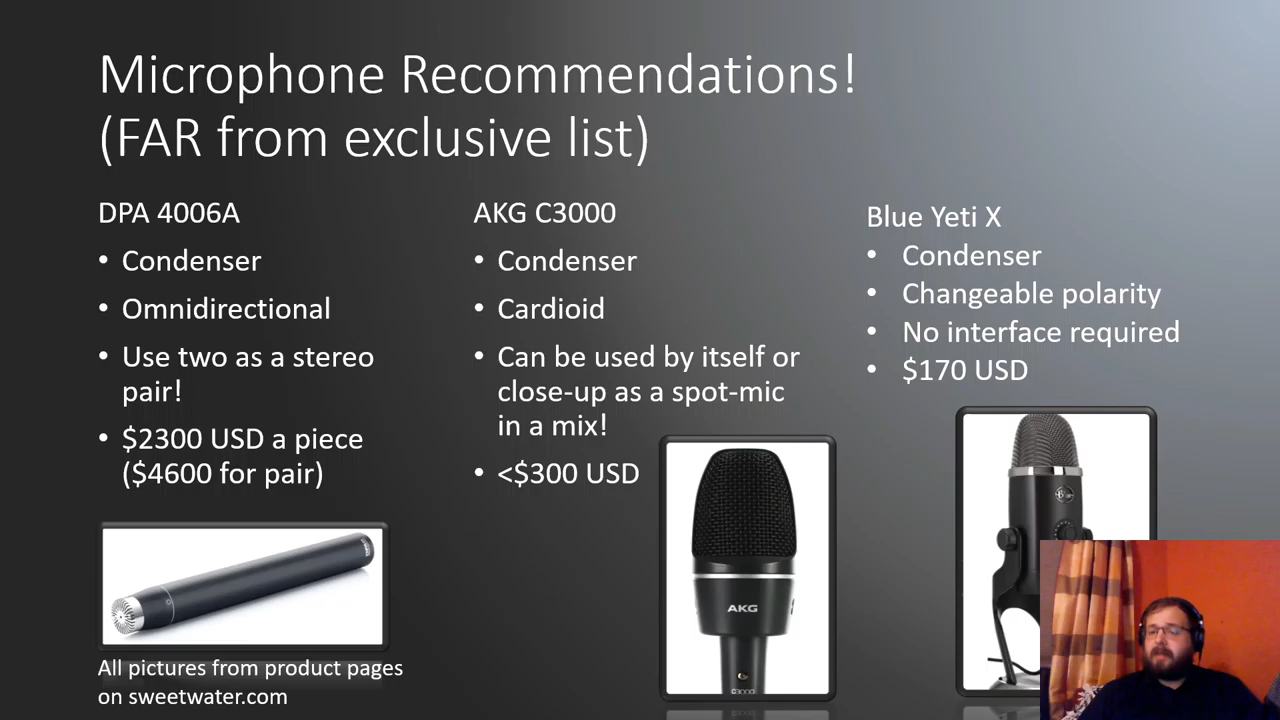 Microphone Recommendations!
(FAR from exclusive list)
DPA 4006A
• Condenser
• Omnidirectional
• Use two as a stereo
pair!
• $2300 USD a piece
($4600 for pair)
AKG C3000
• Condenser
• Cardioid
• Can be used by itself or
close-up as a spot-mic
in a mix!
• <$300 USD
Blue Yeti X
• Condenser
• Changeable polarity
• No interface required
• $170 USD
AKG
C3000
All pictures from product pages
on sweetwater.com